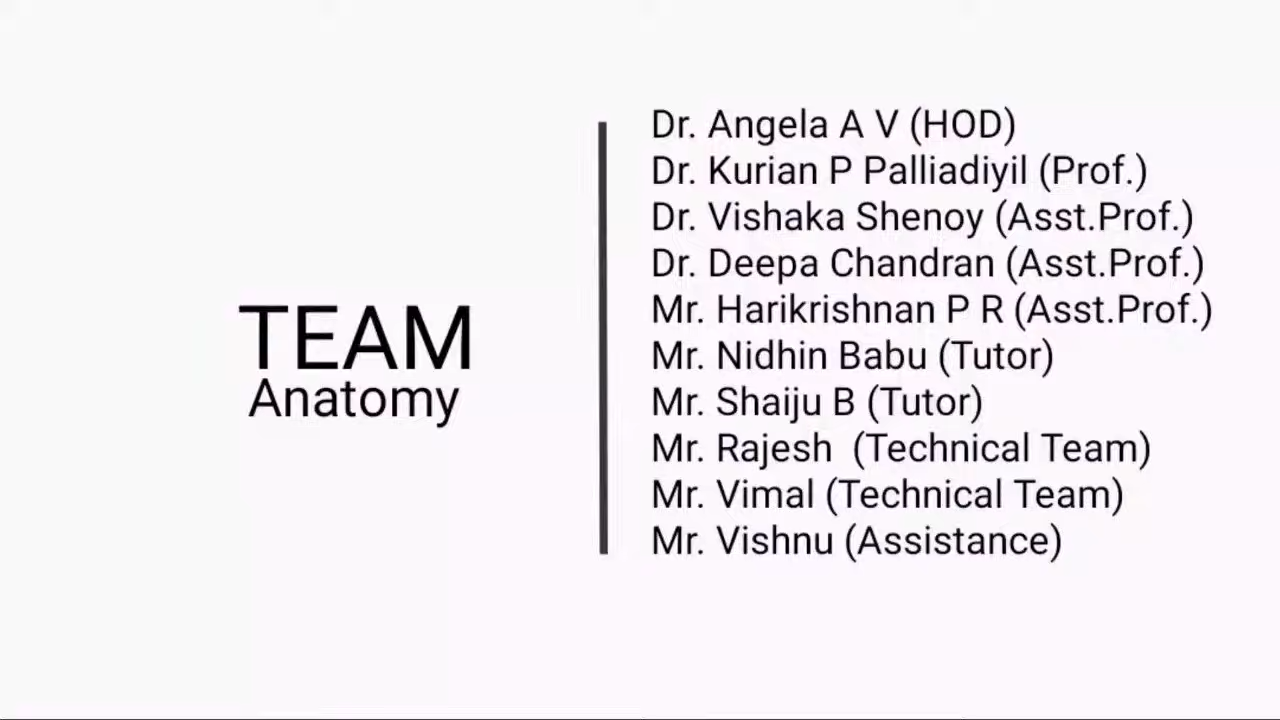 TEAM
Anatomy
Dr. Angela A V (HOD)
Dr. Kurian P Palliadiyil (Prof.)
Dr. Vishaka Shenoy (Asst.Prof.)
Dr. Deepa Chandran (Asst.Prof.)
Mr. Harikrishnan P R (Asst.Prof.)
Mr. Nidhin Babu (Tutor)
Mr. Shaiju B (Tutor)
Mr. Rajesh  (Technical Team)
Mr. Vimal (Technical Team)
Mr. Vishnu (Assistance)